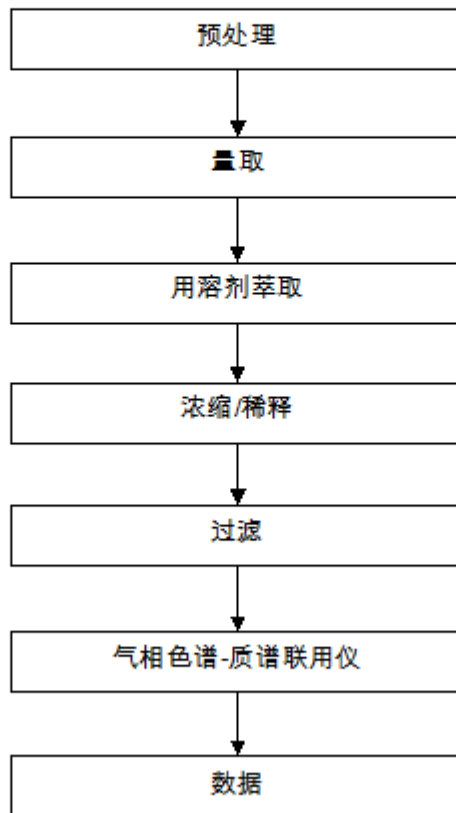 预处理
量取
用溶剂萃取
浓缩/稀释
过滤
气相色谱-质谱联用仪
数据